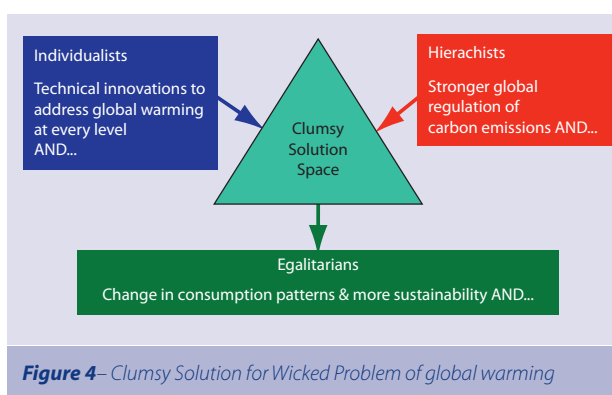 Individualists
Technical innovations to
address global warming
at every level
AND...
Clumsy
Solution
Space
Hierachists
Stronger global
regulation of
carbon emissions AND...
Egalitarians
Change in consumption patterns & more sustainability AND...
Figure 4– Clumsy Solution for Wicked Problem of global warming